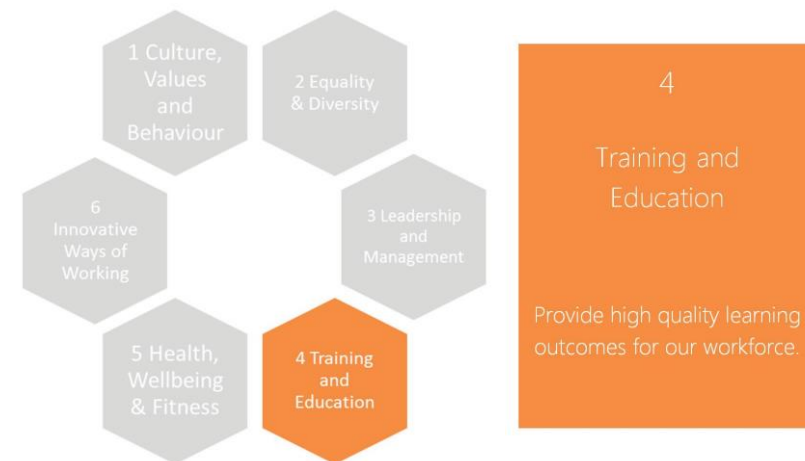 1 Culture,
Values
and
Behaviour
2 Equality
& Diversity
3 Leadership
and
Management
4 Training
and
Education
5 Health,
Wellbeing
& Fitness
6
Innovative
Ways of
Working
4
Training and
Education
Provide high quality learning
outcomes for our workforce.